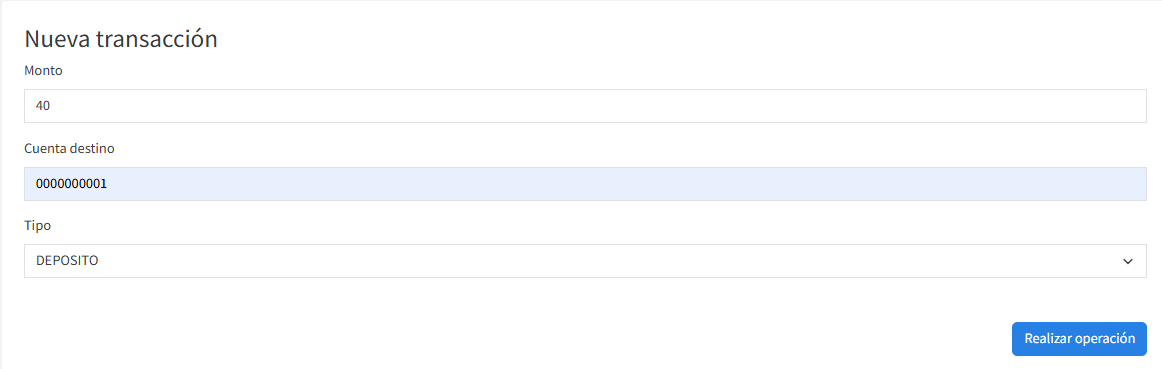 Nueva transacción
Monto
40
Cuenta destino
0000000001
Tipo
DEPOSITO
Realizar operación